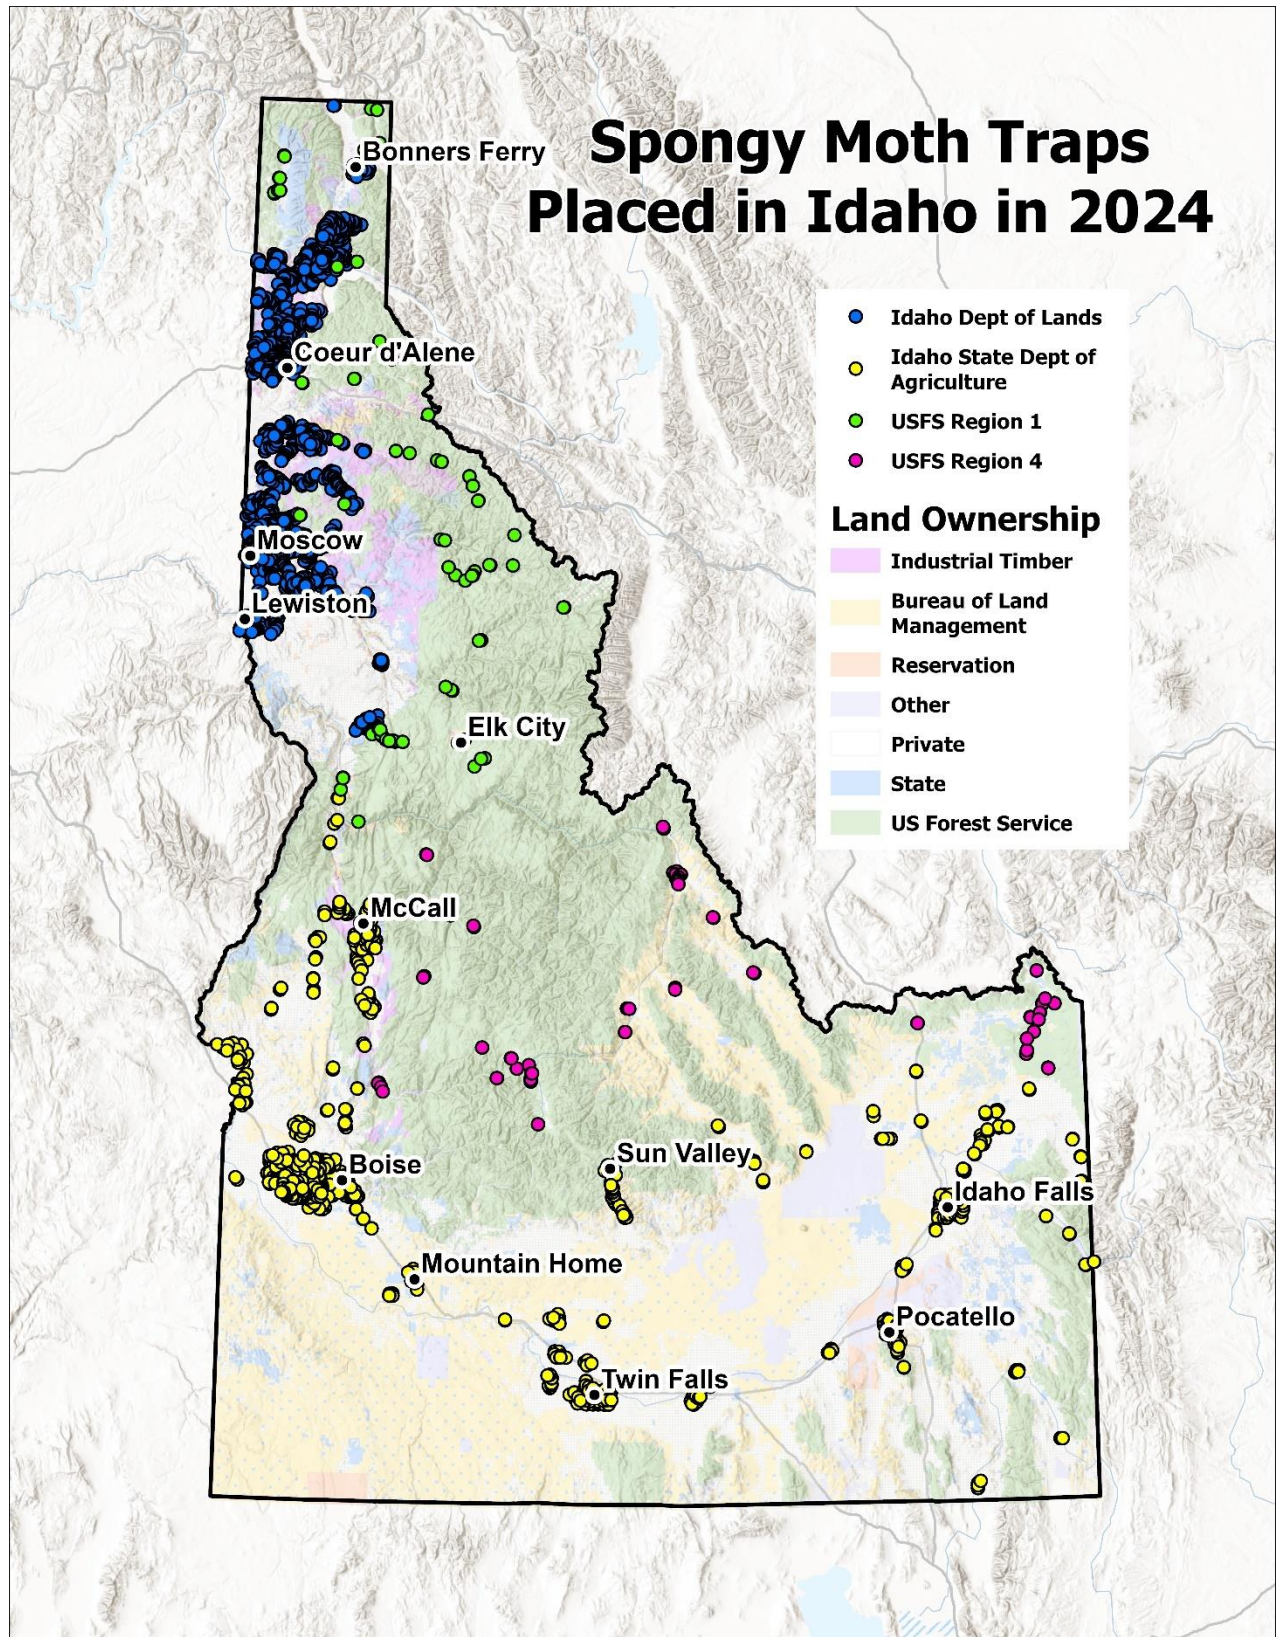 Spongy Moth Traps
Placed in Idaho in 2024
Bonners Ferry
Idaho Dept of Lands
Idaho State Dept of
Agriculture
USFS Region 1
USFS Region 4
Land Ownership
Industrial Timber
Bureau of Land
Management
Reservation
Other
Private
State
US Forest Service
Coeur d'Alene
Moscow
Lewiston
Elk City
McCall
Boise
Sun Valley
Idaho Falls
Mountain Home
Pocatello
Twin Falls